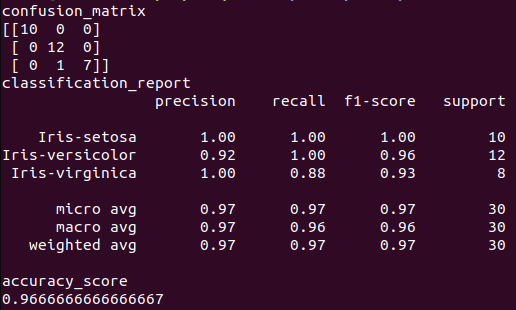 confusion_matrix
[[10  0  0]
 [ 0 12  0]
 [ 0  1  7]]
classification_report
                 precision    recall  f1-score   support

    Iris-setosa       1.00      1.00      1.00        10
Iris-versicolor       0.92      1.00      0.96        12
 Iris-virginica       1.00      0.88      0.93         8

      micro avg       0.97      0.97      0.97        30
      macro avg       0.97      0.96      0.96        30
   weighted avg       0.97      0.97      0.97        30

accuracy_score
0.9666666666666667